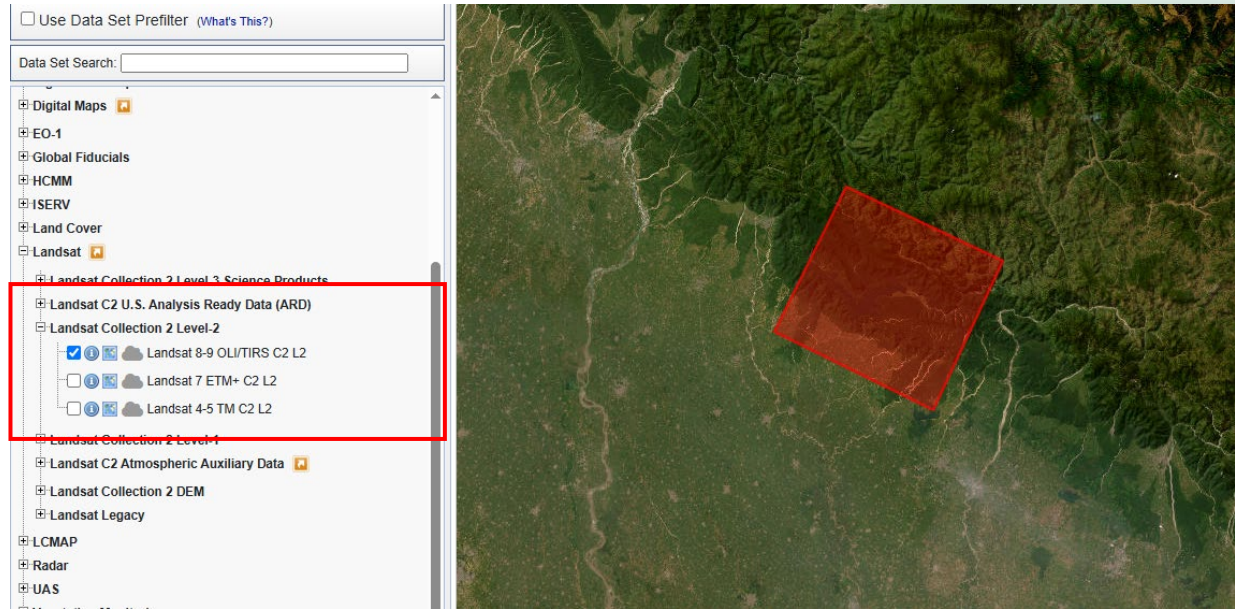 Use Data Set Prefilter (What's This?)
Data Set Search:
Digital Maps
EO-1
Global Fiducials
HCMM
ISERV
Land Cover
Landsat
Landsat Collection 2 Level-3 Science Products
Landsat C2 U.S. Analysis Ready Data (ARD)
Landsat Collection 2 Level-2
Landsat 8-9 OLI/TIRS C2 L2
Landsat 7 ETM+ C2 L2
Landsat 4-5 TM C2 L2
Landsat Collection 2 Level-1
Landsat C2 Atmospheric Auxiliary Data
Landsat Collection 2 DEM
Landsat Legacy
LCMAP
Radar
UAS